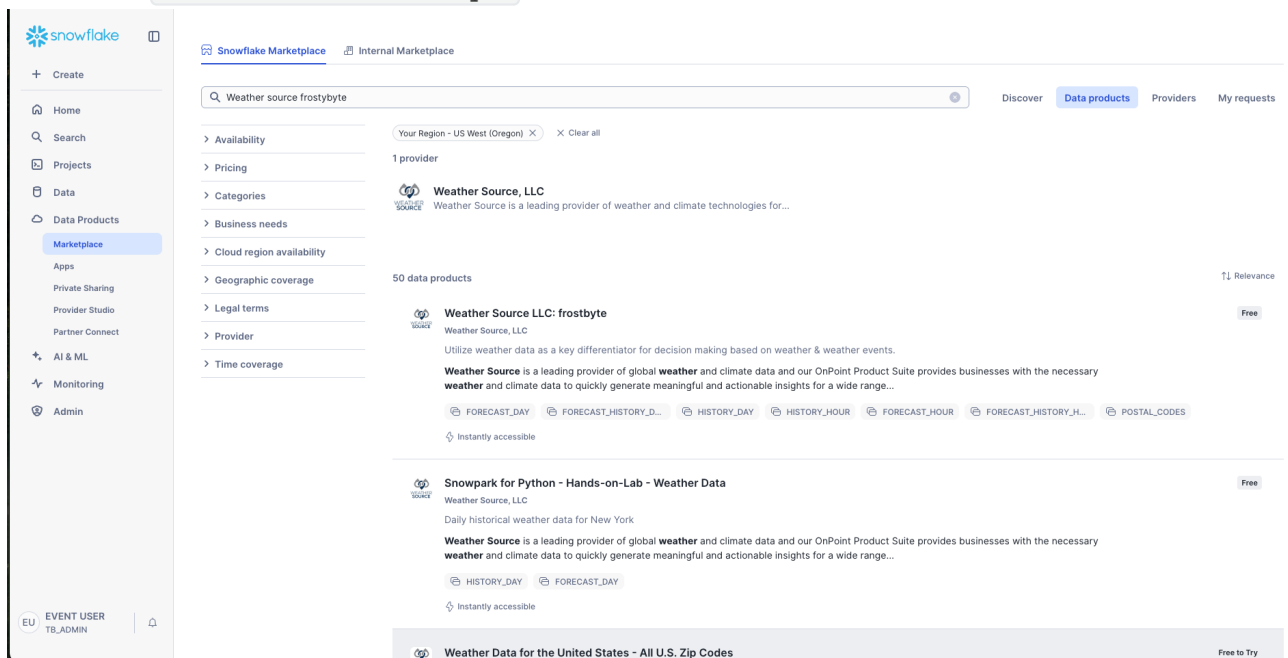 snowflake
Create
Home
Search
Projects
Data
Data Products
Marketplace
Apps
Private Sharing
Provider Studio
Partner Connect
AI & ML
Monitoring
Admin
EU
EVENT USER
TB_ADMIN
Snowflake Marketplace Internal Marketplace
Weather source frostybyte
Discover Data products Providers My requests
Availability
Pricing
Categories
Business needs
Cloud region availability
Geographic coverage
Legal terms
Provider
Time coverage
Your Region - US West (Oregon) Clear all
1 provider
WEATHER
SOURCE
Weather Source, LLC
Weather Source is a leading provider of weather and climate technologies for...
50 data products Relevance
WEATHER
SOURCE
Weather Source LLC: frostbyte Free
Weather Source, LLC
Utilize weather data as a key differentiator for decision making based on weather & weather events.
Weather Source is a leading provider of global weather and climate data and our OnPoint Product Suite provides businesses with the necessary
weather and climate data to quickly generate meaningful and actionable insights for a wide range...
FORECAST_DAY FORECAST_HISTORY_D... HISTORY_DAY HISTORY_HOUR FORECAST_HOUR FORECAST_HISTORY_H... POSTAL_CODES
Instantly accessible
WEATHER
SOURCE
Snowpark for Python - Hands-on-Lab - Weather Data Free
Weather Source, LLC
Daily historical weather data for New York
Weather Source is a leading provider of global weather and climate data and our OnPoint Product Suite provides businesses with the necessary
weather and climate data to quickly generate meaningful and actionable insights for a wide range...
HISTORY_DAY FORECAST_DAY
Instantly accessible
Weather Data for the United States - All U.S. Zip Codes Free to Try